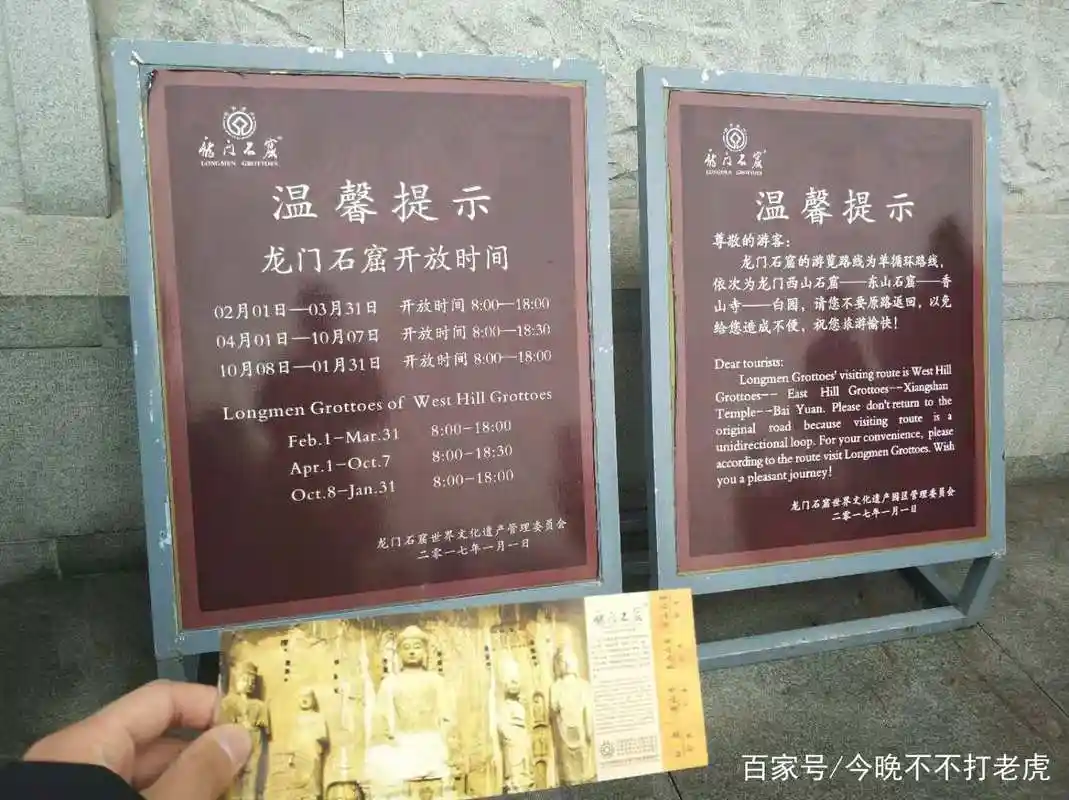 龙门石窟
LONGMEN GROTTOES
温馨提示
龙门石窟开放时间
02月01日—03月31日 开放时间 8:00—18:00
04月01日—10月07日 开放时间 8:00—18:30
10月08日—01月31日 开放时间 8:00—18:00
Longmen Grottoes of West Hill Grottoes
Feb.1-Mar.31 8:00-18:00
Apr.1-Oct.7 8:00-18:30
Oct.8-Jan.31 8:00-18:00
龙门石窟世界文化遗产管理委员会
二零一七年一月一日
龙门石窟
LONGMEN GROTTOES
温馨提示
尊敬的游客：
龙门石窟的游览路线为单循环路线，
依次为龙门西山石窟——东山石窟——香
山寺——白园，请您不要原路返回，以免
给您造成不便，祝您旅游愉快！
Dear tourists:
Longmen Grottoes' visiting route is West Hill
Grottoes-- East Hill Grottoes--Xiangshan
Temple--Bai Yuan. Please don't return to the
original road because visiting route is a
unidirectional loop. For your convenience, please
according to the route visit Longmen Grottoes. Wish
you a pleasant journey!
龙门石窟世界文化遗产园区管理委员会
二零一七年一月一日
龙门石窟
百家号/今晚不不打老虎